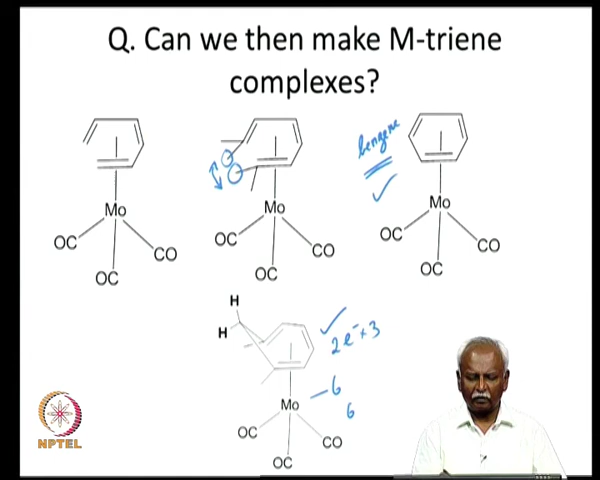 Q. Can we then make M-triene
complexes?
benzene
Mo
OC
CO
OC
Mo
OC
CO
OC
Mo
OC
CO
OC
H
H
2e⁻×3
Mo
6
6
OC
CO
OC
NPTEL